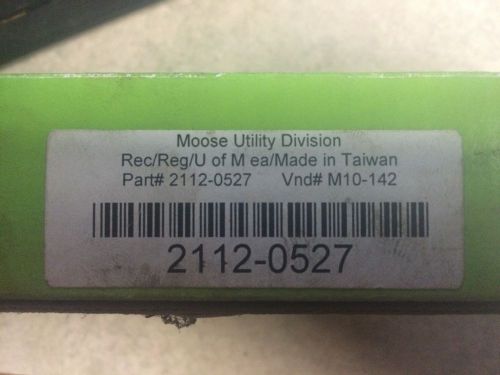 Moose Utility Division
Rec/Reg/U of M ea/Made in Taiwan
Part# 2112-0527 Vnd# M10-142
2112-0527